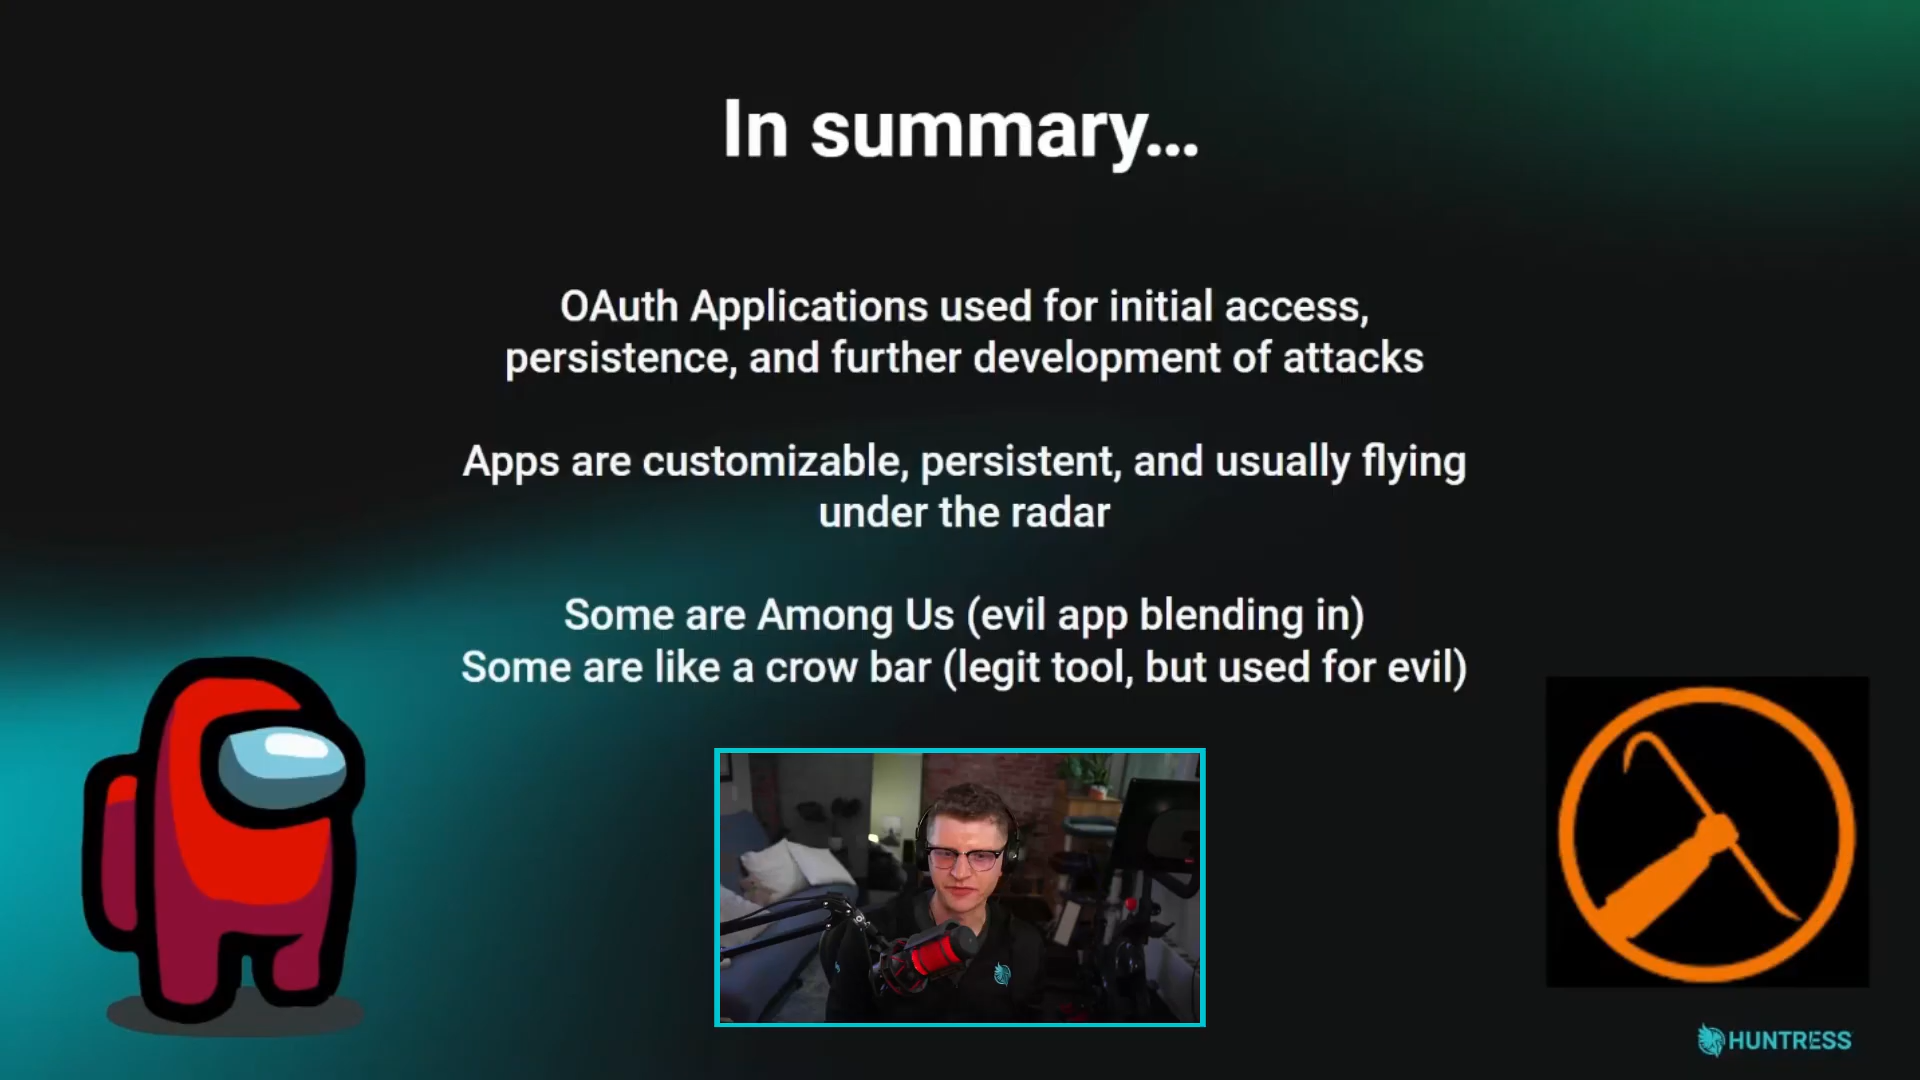 In summary...
OAuth Applications used for initial access,
persistence, and further development of attacks
Apps are customizable, persistent, and usually flying
under the radar
Some are Among Us (evil app blending in)
Some are like a crow bar (legit tool, but used for evil)
HUNTRESS